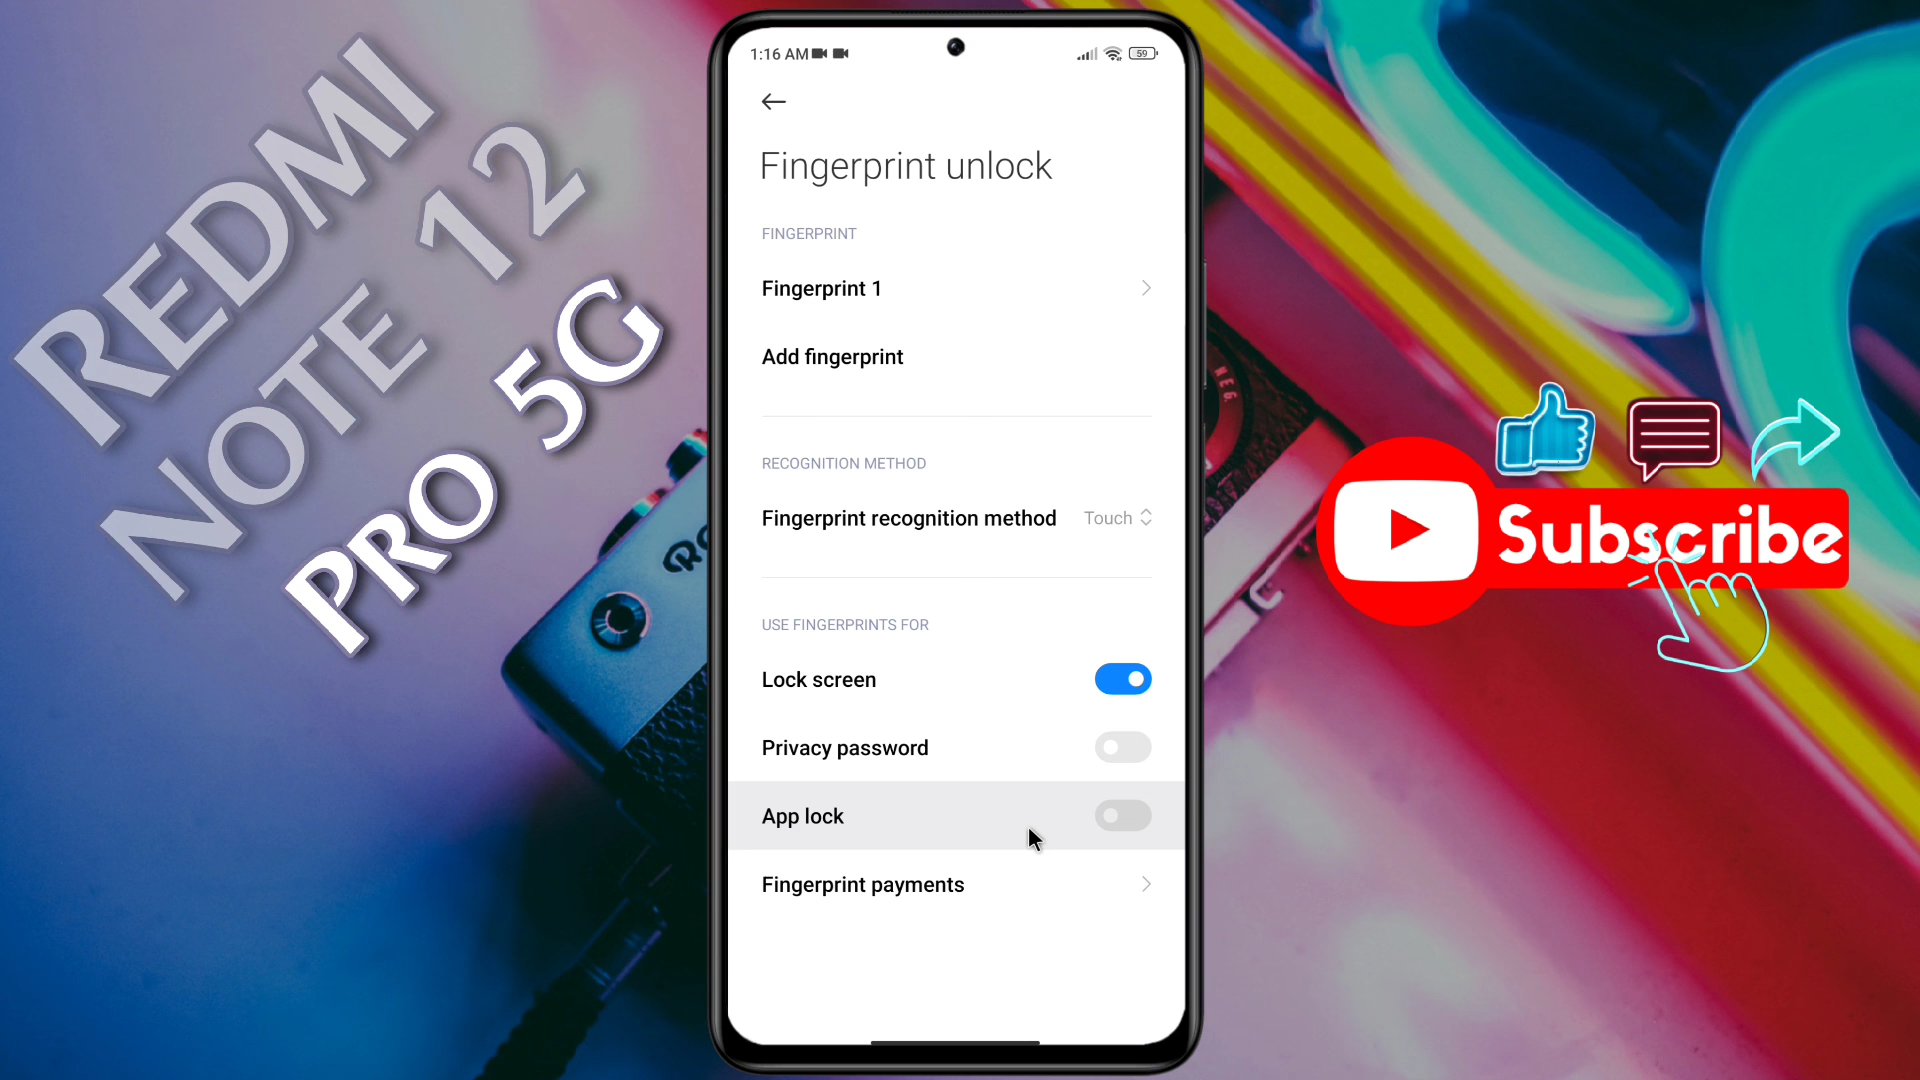 REDMI
NOTE 12
PRO 5G
1:16 AM
59
Fingerprint unlock
FINGERPRINT
Fingerprint 1
Add fingerprint
RECOGNITION METHOD
Fingerprint recognition method Touch
USE FINGERPRINTS FOR
Lock screen
Privacy password
App lock
Fingerprint payments
Subscribe